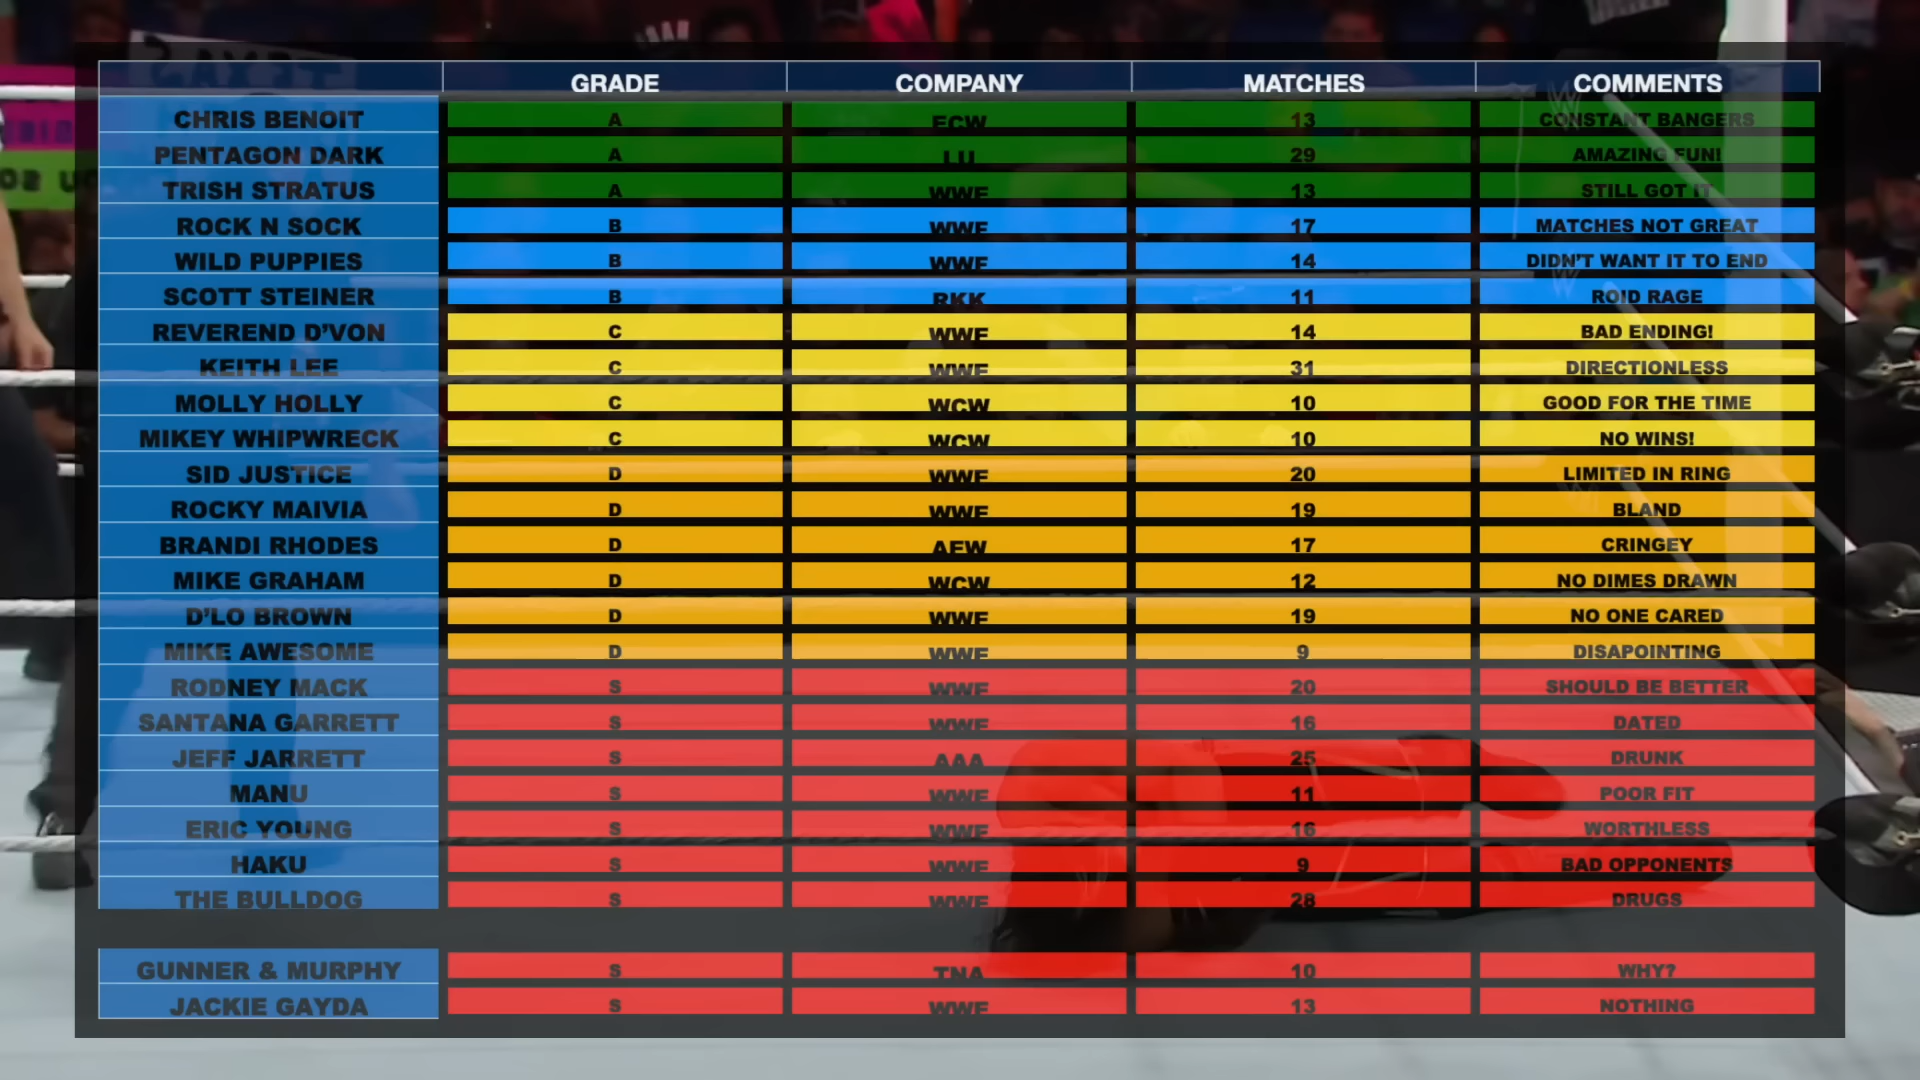 TEXAS
GRADE COMPANY MATCHES COMMENTS
CHRIS BENOIT A ECW 13 CONSTANT BANGERS
PENTAGON DARK A LU 29 AMAZING FUN!
TRISH STRATUS A WWE 13 STILL GOT IT
ROCK N SOCK B WWF 17 MATCHES NOT GREAT
WILD PUPPIES B WWE 14 DIDN'T WANT IT TO END
SCOTT STEINER B RKK 11 ROID RAGE
REVEREND D'VON C WWE 14 BAD ENDING!
KEITH LEE C WWE 31 DIRECTIONLESS
MOLLY HOLLY C WCW 10 GOOD FOR THE TIME
MIKEY WHIPWRECK C WCW 10 NO WINS!
SID JUSTICE D WWF 20 LIMITED IN RING
ROCKY MAIVIA D WWF 19 BLAND
BRANDI RHODES D AEW 17 CRINGEY
MIKE GRAHAM D WCW 12 NO DIMES DRAWN
D'LO BROWN D WWE 19 NO ONE CARED
MIKE AWESOME D WWF 9 DISAPOINTING
RODNEY MACK S WWE 20 SHOULD BE BETTER
SANTANA GARRETT S WWE 16 DATED
JEFF JARRETT S AAA 25 DRUNK
MANU S WWE 11 POOR FIT
ERIC YOUNG S WWE 16 WORTHLESS
HAKU S WWF 9 BAD OPPONENTS
THE BULLDOG S WWF 28 DRUGS
GUNNER & MURPHY S TNA 10 WHY?
JACKIE GAYDA S WWE 13 NOTHING